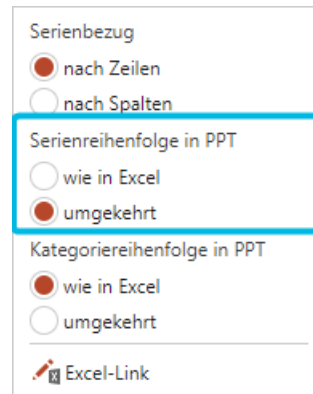 Serienbezug
nach Zeilen
nach Spalten
Serienreihenfolge in PPT
wie in Excel
umgekehrt
Kategoriereihenfolge in PPT
wie in Excel
umgekehrt
Excel-Link